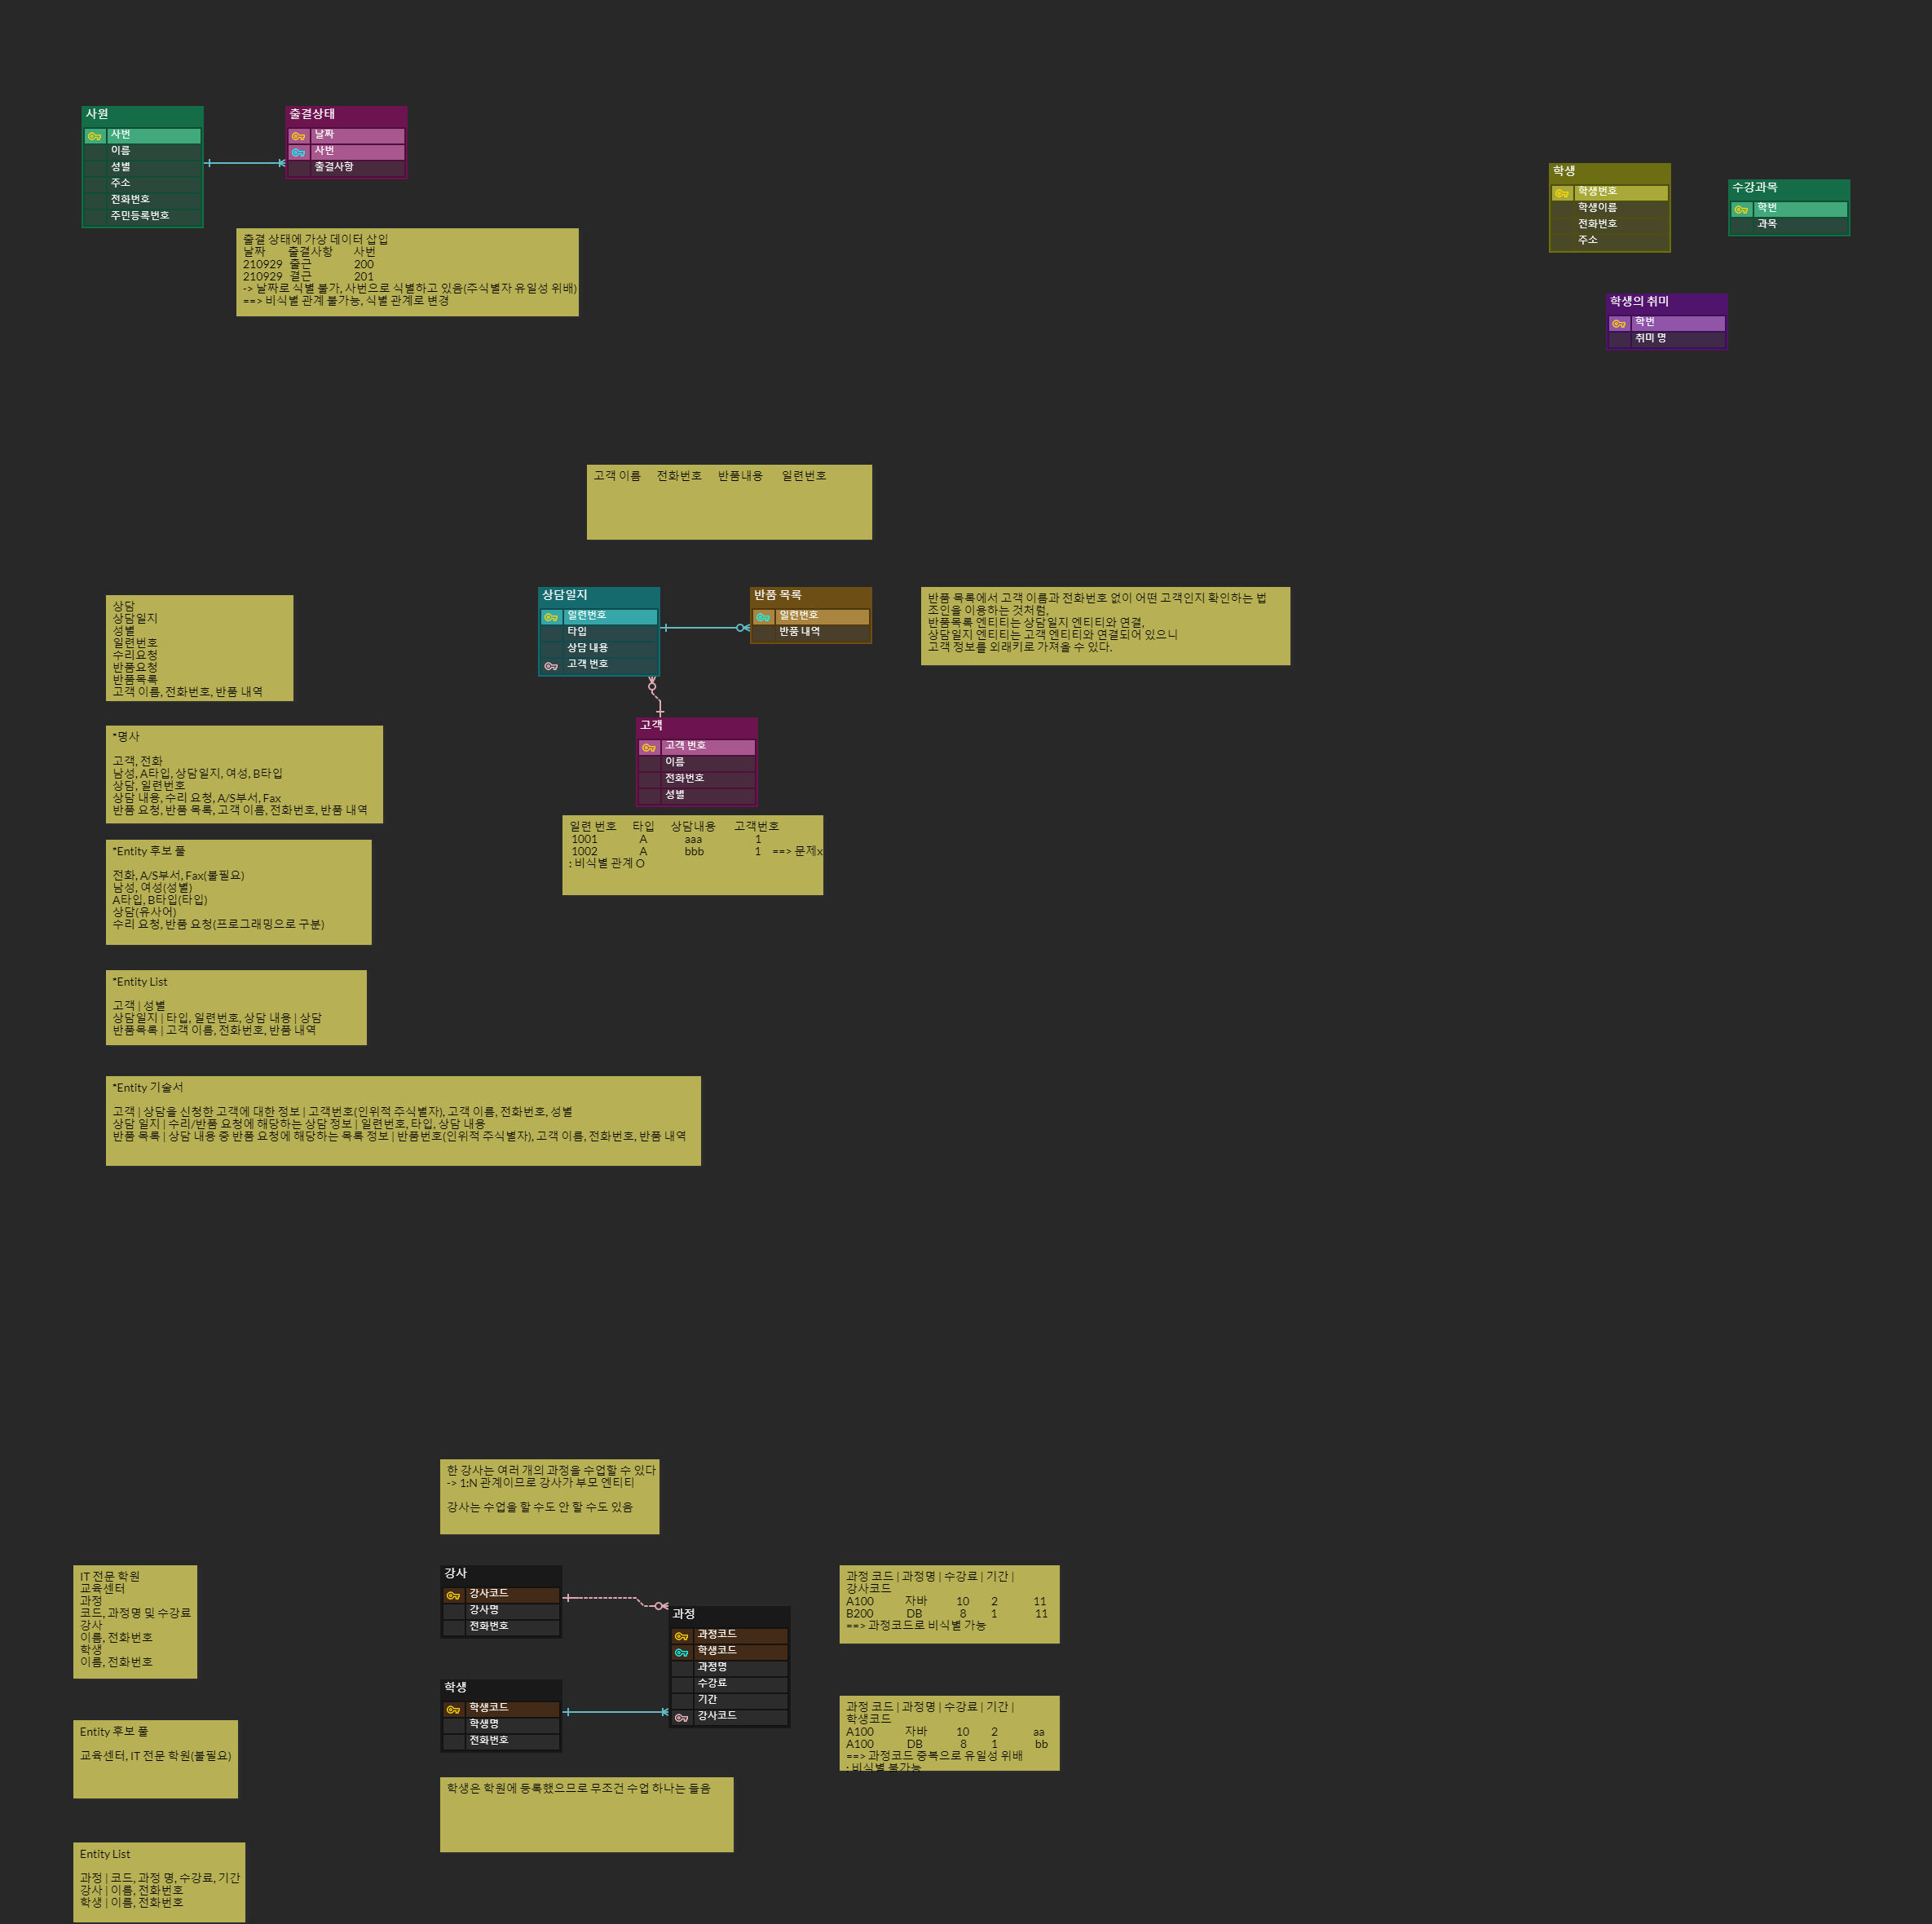 사원
사번
이름
성별
주소
전화번호
주민등록번호
출결상태
날짜
사번
출결사항
출결 상태에 가상 데이터 삽입
날짜 출결사항 사번
210929 출근 200
210929 결근 201
-> 날짜로 식별 불가, 사번으로 식별하고 있음(주식별자 유일성 위배)
==> 비식별 관계 불가능, 식별 관계로 변경
학생
학생번호
학생이름
전화번호
주소
수강과목
학번
과목
학생의 취미
학번
취미 명
고객 이름 전화번호 반품내용 일련번호
상담
상담일지
성별
일련번호
수리요청
반품요청
반품목록
고객 이름, 전화번호, 반품 내역
상담일지
일련번호
타입
상담 내용
고객 번호
반품 목록
일련번호
반품 내역
반품 목록에서 고객 이름과 전화번호 없이 어떤 고객인지 확인하는 법
조인을 이용하는 것처럼,
반품목록 엔티티는 상담일지 엔티티와 연결,
상담일지 엔티티는 고객 엔티티와 연결되어 있으니
고객 정보를 외래키로 가져올 수 있다.
고객
고객 번호
이름
전화번호
성별
*명사
고객, 전화
남성, A타입, 상담일지, 여성, B타입
상담, 일련번호
상담 내용, 수리 요청, A/S부서, Fax
반품 요청, 반품 목록, 고객 이름, 전화번호, 반품 내역
일련 번호 타입 상담내용 고객번호
1001 A aaa 1
1002 A bbb 1 ==> 문제x
: 비식별 관계 O
*Entity 후보 풀
전화, A/S부서, Fax(불필요)
남성, 여성(성별)
A타입, B타입(타입)
상담(유사어)
수리 요청, 반품 요청(프로그래밍으로 구분)
*Entity List
고객 | 성별
상담일지 | 타입, 일련번호, 상담 내용 | 상담
반품목록 | 고객 이름, 전화번호, 반품 내역
*Entity 기술서
고객 | 상담을 신청한 고객에 대한 정보 | 고객번호(인위적 주식별자), 고객 이름, 전화번호, 성별
상담 일지 | 수리/반품 요청에 해당하는 상담 정보 | 일련번호, 타입, 상담 내용
반품 목록 | 상담 내용 중 반품 요청에 해당하는 목록 정보 | 반품번호(인위적 주식별자), 고객 이름, 전화번호, 반품 내역
한 강사는 여러 개의 과정을 수업할 수 있다
-> 1:N 관계이므로 강사가 부모 엔티티
강사는 수업을 할 수도 안 할 수도 있음
IT 전문 학원
교육센터
과정
코드, 과정명 및 수강료
강사
이름, 전화번호
학생
이름, 전화번호
강사
강사코드
강사명
전화번호
과정
과정코드
학생코드
과정명
수강료
기간
강사코드
학생
학생코드
학생명
전화번호
과정 코드 | 과정명 | 수강료 | 기간 |
강사코드
A100 자바 10 2 11
B200 DB 8 1 11
==> 과정코드로 비식별 가능
과정 코드 | 과정명 | 수강료 | 기간 |
학생코드
A100 자바 10 2 aa
A100 DB 8 1 bb
==> 과정코드 중복으로 유일성 위배
: 비식별 불가능
Entity 후보 풀
교육센터, IT 전문 학원(불필요)
학생은 학원에 등록했으므로 무조건 수업 하나는 들음
Entity List
과정 | 코드, 과정 명, 수강료, 기간
강사 | 이름, 전화번호
학생 | 이름, 전화번호